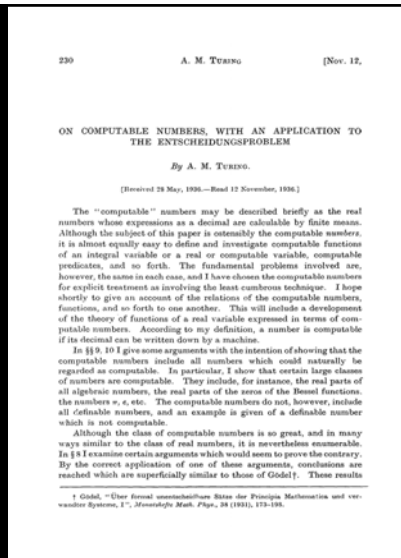 230 A. M. TURING [Nov. 12,
ON COMPUTABLE NUMBERS, WITH AN APPLICATION TO
THE ENTSCHEIDUNGSPROBLEM
By A. M. TURING.
[Received 28 May, 1936.—Read 12 November, 1936.]
The "computable" numbers may be described briefly as the real
numbers whose expressions as a decimal are calculable by finite means.
Although the subject of this paper is ostensibly the computable numbers,
it is almost equally easy to define and investigate computable functions
of an integral variable or a real or computable variable, computable
predicates, and so forth. The fundamental problems involved are,
however, the same in each case, and I have chosen the computable numbers
for explicit treatment as involving the least cumbrous technique. I hope
shortly to give an account of the relations of the computable numbers,
functions, and so forth to one another. This will include a development
of the theory of functions of a real variable expressed in terms of com-
putable numbers. According to my definition, a number is computable
if its decimal can be written down by a machine.
In §§ 9, 10 I give some arguments with the intention of showing that the
computable numbers include all numbers which could naturally be
regarded as computable. In particular, I show that certain large classes
of numbers are computable. They include, for instance, the real parts of
all algebraic numbers, the real parts of the zeros of the Bessel functions,
the numbers π, e, etc. The computable numbers do not, however, include
all definable numbers, and an example is given of a definable number
which is not computable.
Although the class of computable numbers is so great, and in many
ways similar to the class of real numbers, it is nevertheless enumerable.
In § 8 I examine certain arguments which would seem to prove the contrary.
By the correct application of one of these arguments, conclusions are
reached which are superficially similar to those of Gödel†. These results
† Gödel, "Über formal unentscheidbare Sätze der Principia Mathematica und ver-
wandter Systeme, I", Monatshefte Math. Phys., 38 (1931), 173–198.